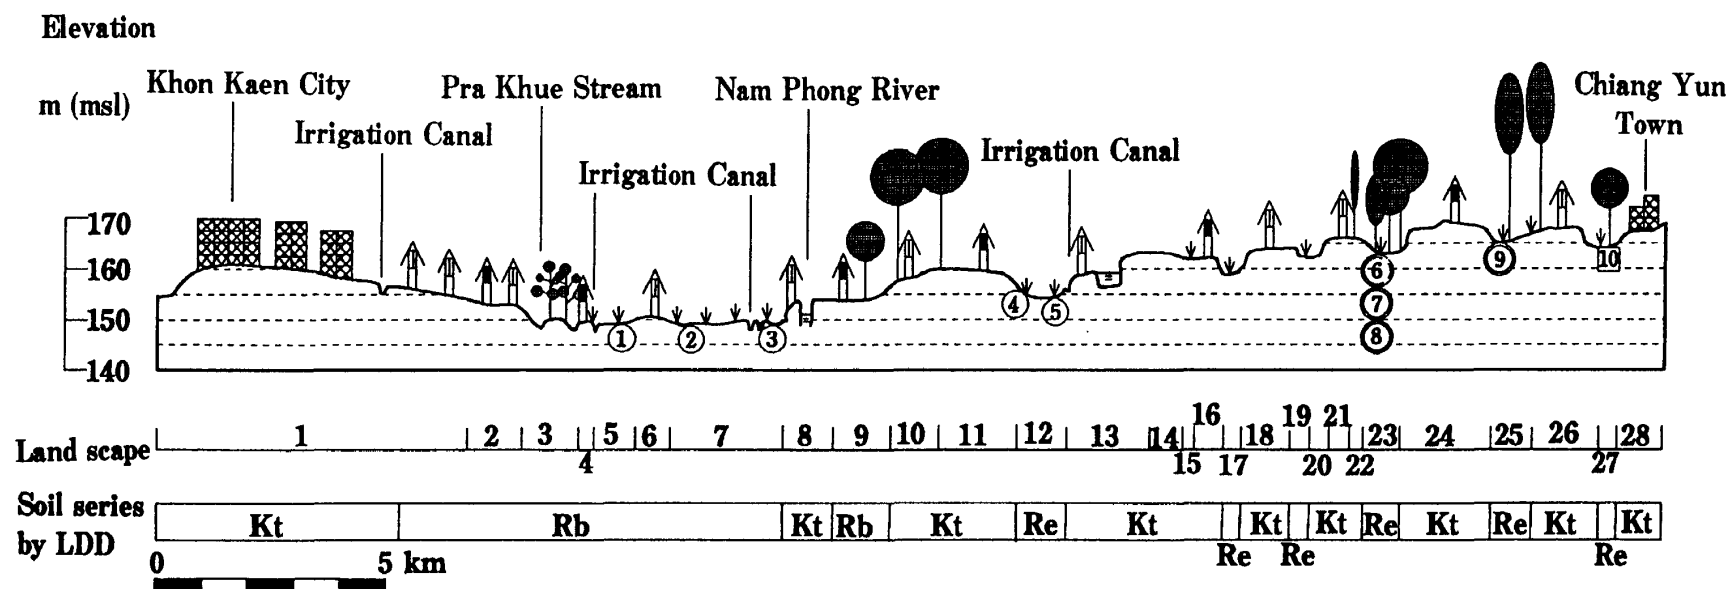 Elevation
m (msl)
Khon Kaen City
Irrigation Canal
Pra Khue Stream
Irrigation Canal
Nam Phong River
Irrigation Canal
Chiang Yun
Town
170
160
150
140
1
2
3
4
5
6
7
8
9
10
Land scape
1
2
3
4
5
6
7
8
9
10
11
12
13
14
15
16
17
18
19
20
21
22
23
24
25
26
27
28
Soil series
by LDD
Kt
Rb
Kt
Rb
Kt
Re
Kt
Re
Kt
Re
Kt
Re
Kt
Re
Kt
Re
Kt
0
5 km